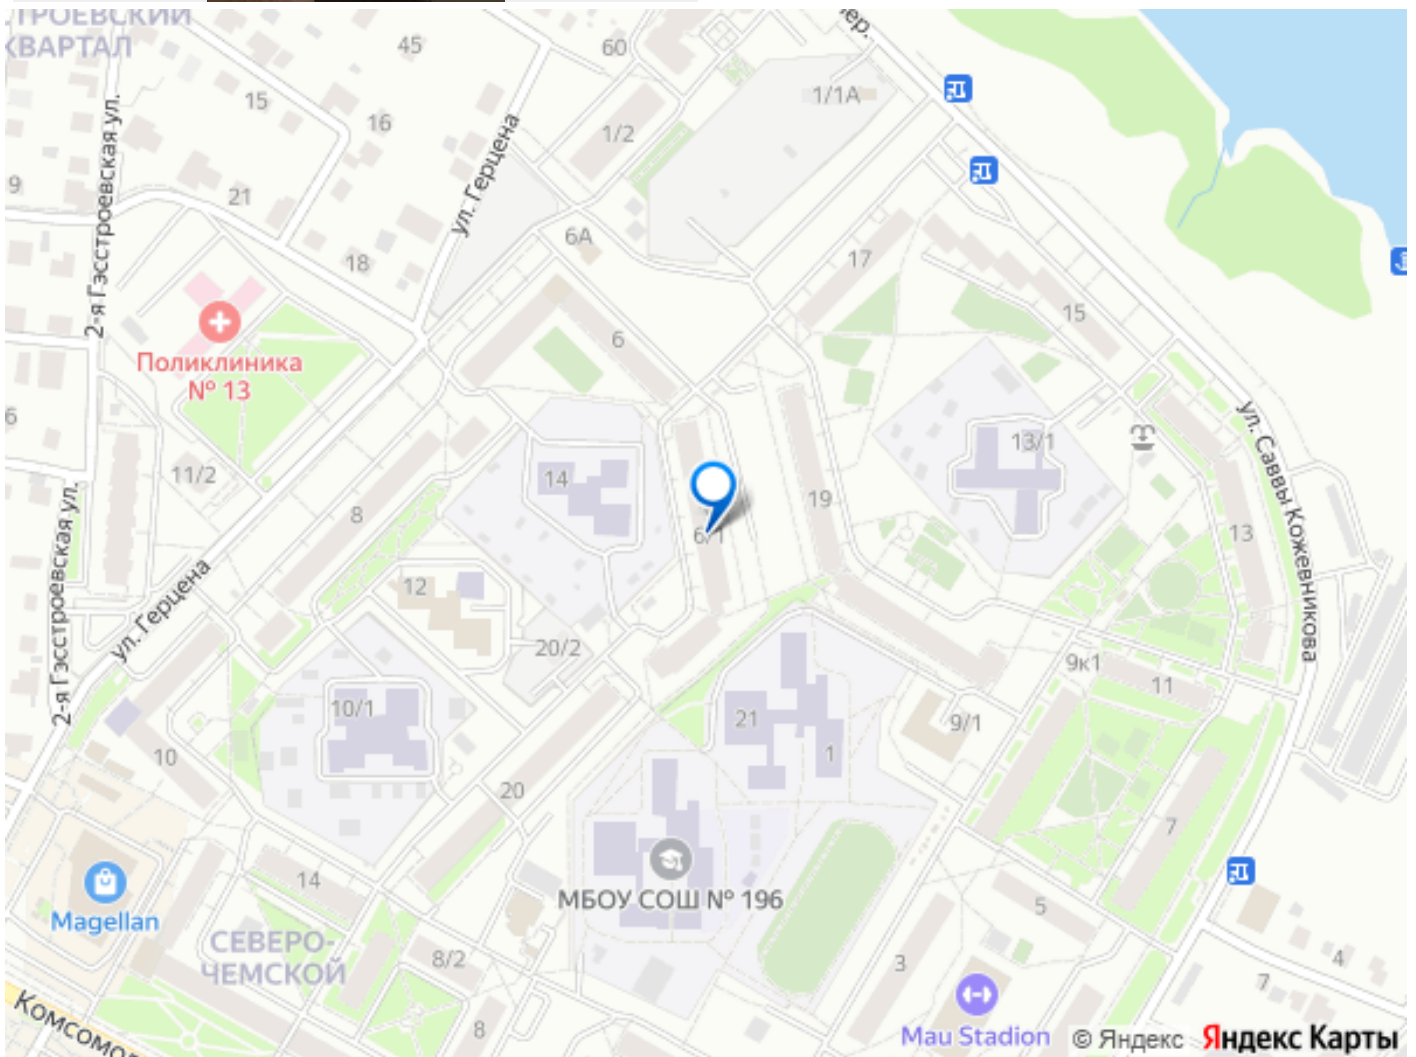 ТРОЕВСКИЙ
КВАРТАЛ
45
60
ер.
15
16
1/2
1/1А
ул. Герцена
2-я Гэсстроевская ул.
9
21
6А
18
17
15
6
Поликлиника
№ 13
6
11/2
14
8
6/1
19
13/1
13
ул. Саввы Кожевникова
2-я Гэсстроевская ул.
ул. Герцена
12
20/2
10/1
9к1
11
21
9/1
1
10
20
7
МБОУ СОШ № 196
Magellan
14
5
СЕВЕРО-
ЧЕМСКОЙ
8/2
3
4
7
8
Комсомол
Mau Stadion
© Яндекс Яндекс Карты